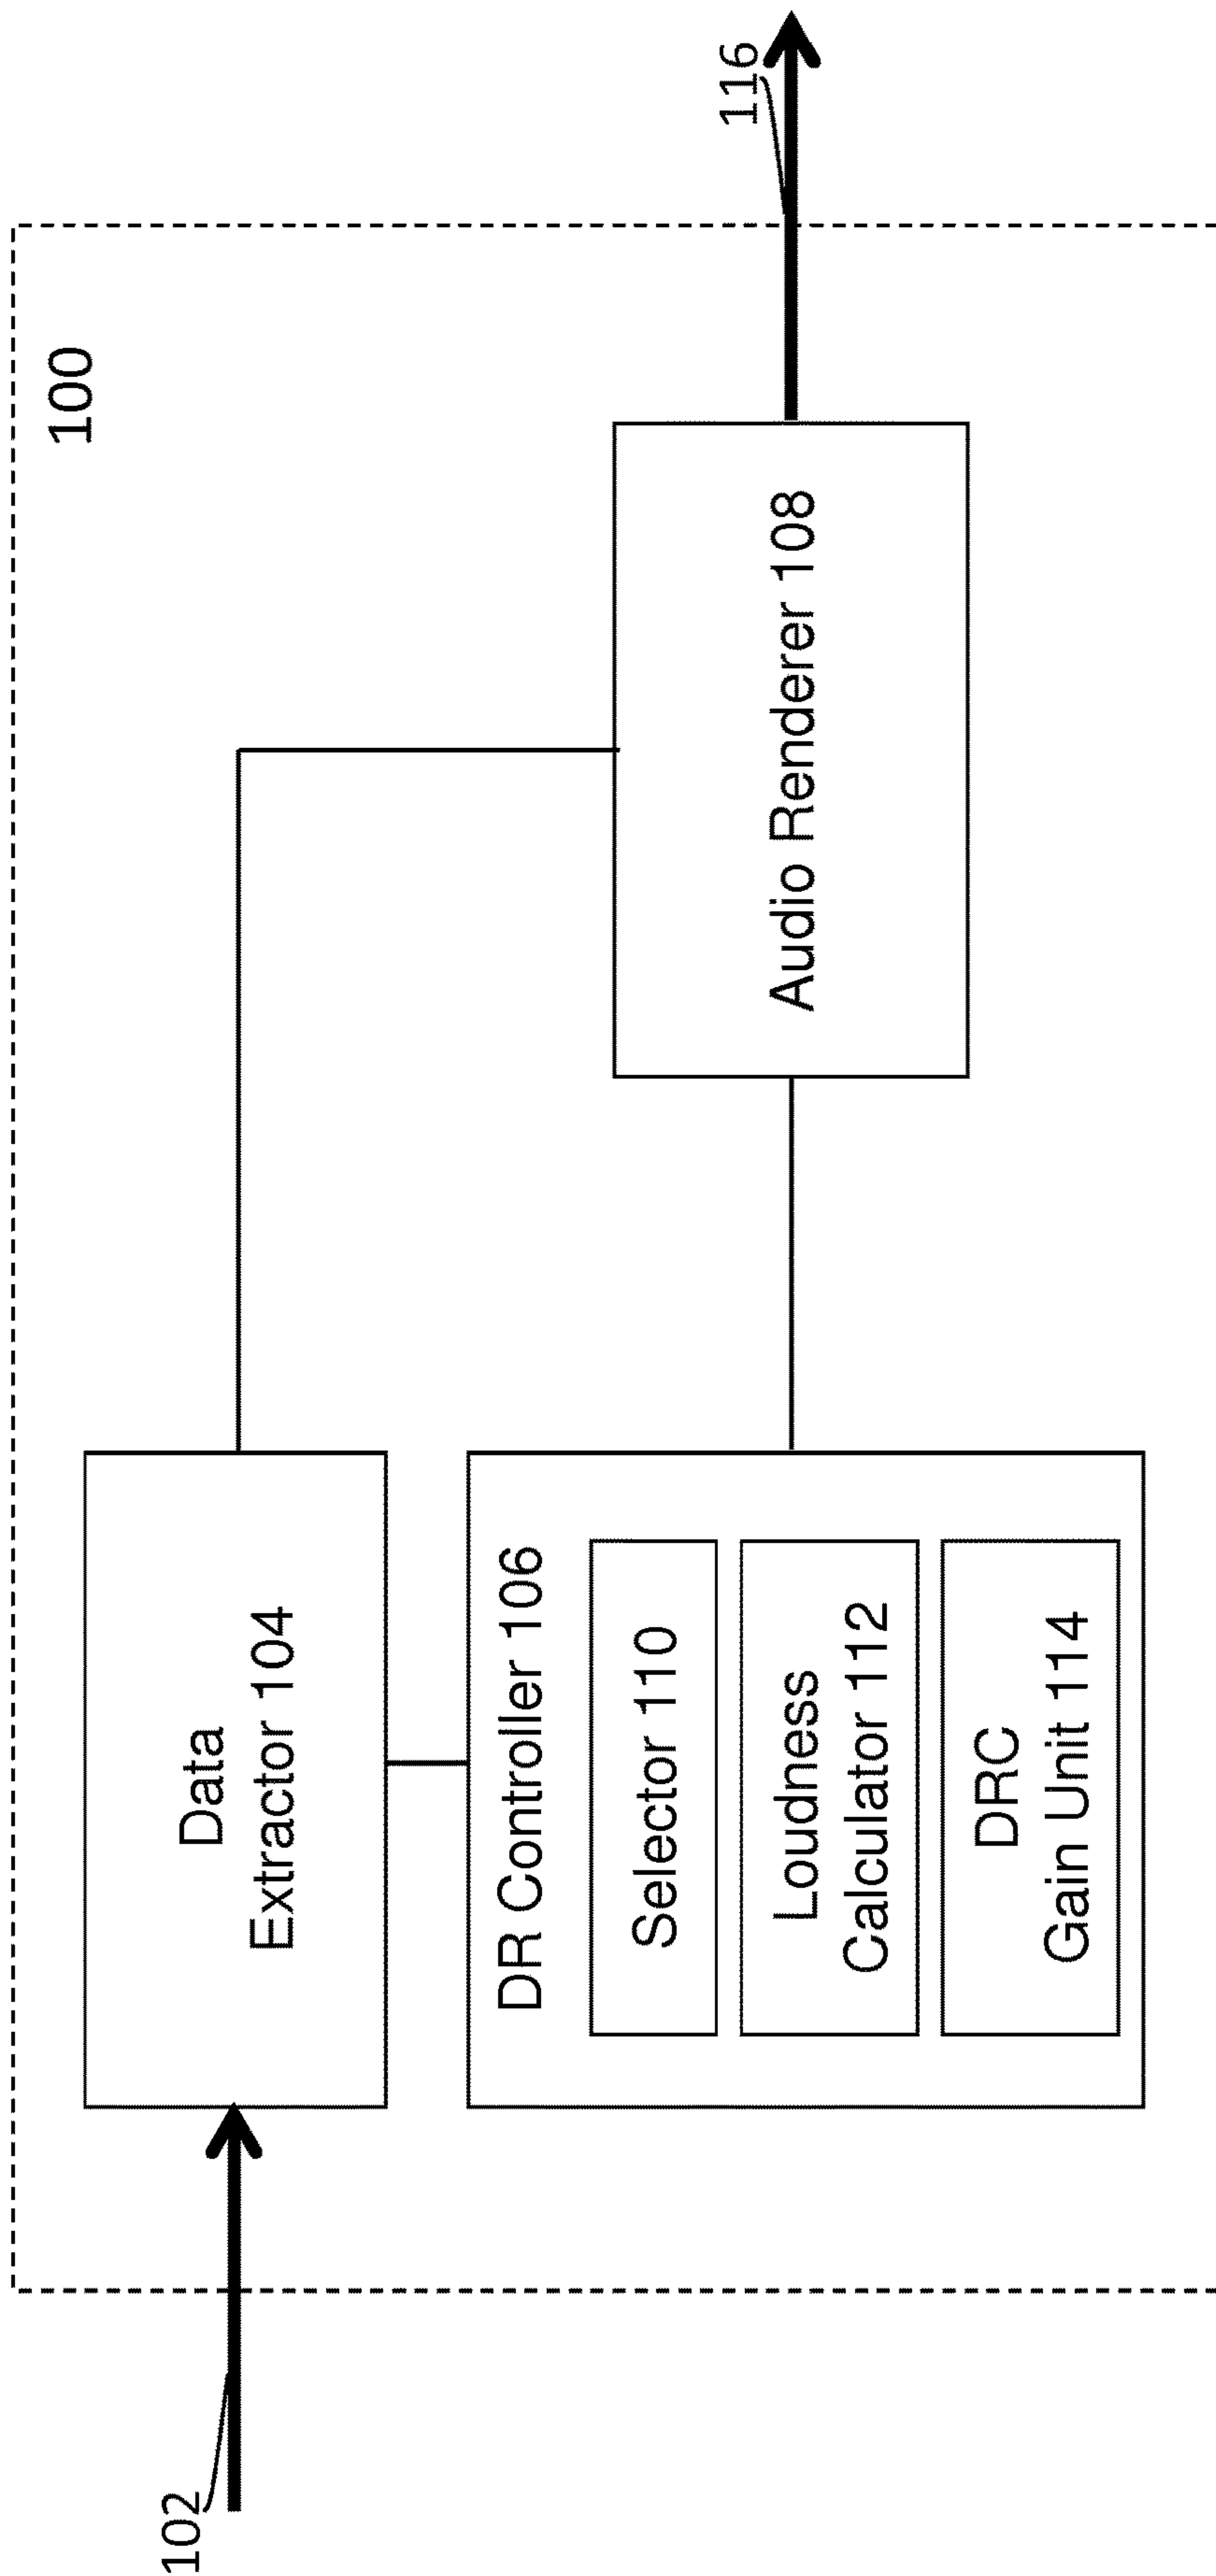 100
102
Data
Extractor 104
DR Controller 106
Selector 110
Loudness
Calculator 112
DRC
Gain Unit 114
Audio Renderer 108
116